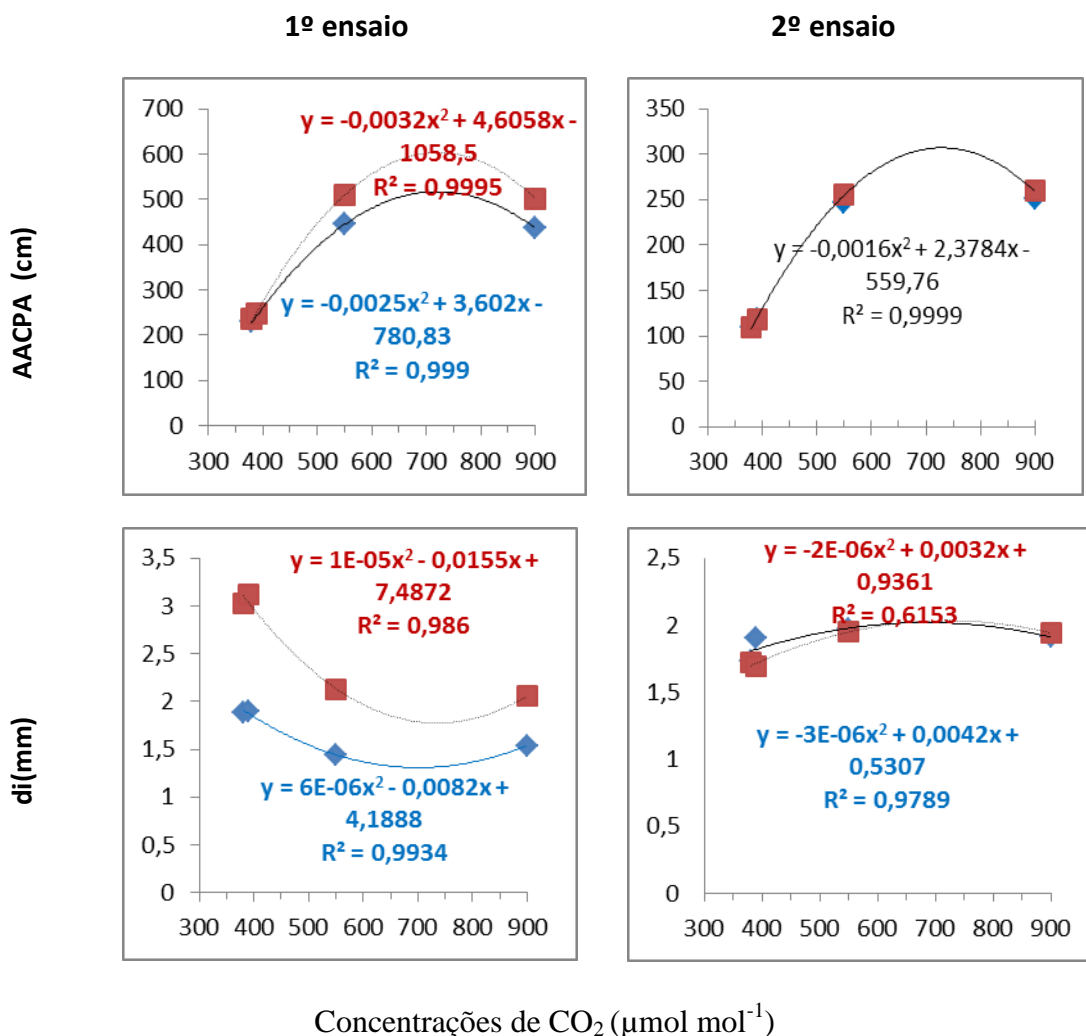 1º ensaio
2º ensaio
AACPA (cm)
700
600
500
400
300
200
100
0
300 400 500 600 700 800 900
y = -0,0032x² + 4,6058x -
1058,5
R² = 0,9995
y = -0,0025x² + 3,602x -
780,83
R² = 0,999
350
300
250
200
150
100
50
0
300 400 500 600 700 800 900
y = -0,0016x² + 2,3784x -
559,76
R² = 0,9999
di(mm)
3,5
3
2,5
2
1,5
1
0,5
0
300 400 500 600 700 800 900
y = 1E-05x² - 0,0155x +
7,4872
R² = 0,986
y = 6E-06x² - 0,0082x +
4,1888
R² = 0,9934
2,5
2
1,5
1
0,5
0
300 400 500 600 700 800 900
y = -2E-06x² + 0,0032x +
0,9361
R² = 0,6153
y = -3E-06x² + 0,0042x +
0,5307
R² = 0,9789
Concentrações de CO₂ (µmol mol⁻¹)